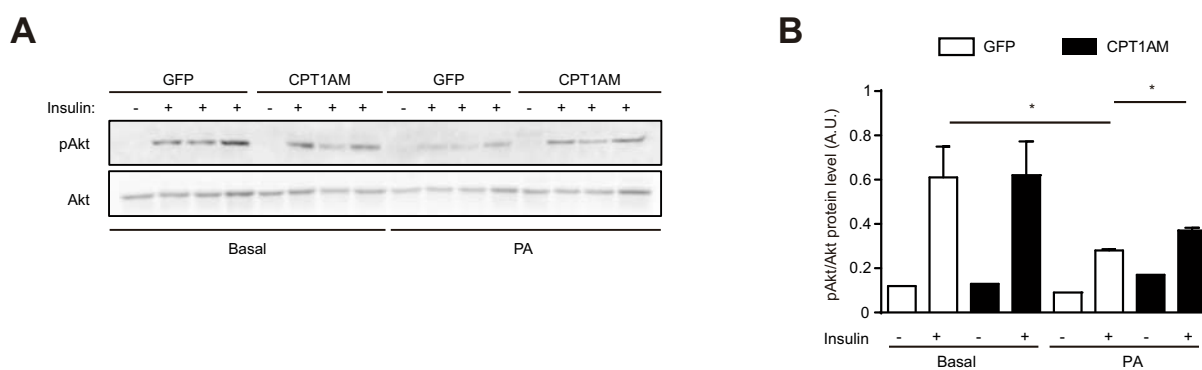 A
GFP CPT1AM GFP CPT1AM
Insulin: - + + + - + + + - + + + - + + +
pAkt
Akt
Basal PA
B
GFP CPT1AM
pAkt/Akt protein level (A.U.)
1
0.8
0.6
0.4
0.2
0
* *
Insulin - + - + - + - +
Basal PA